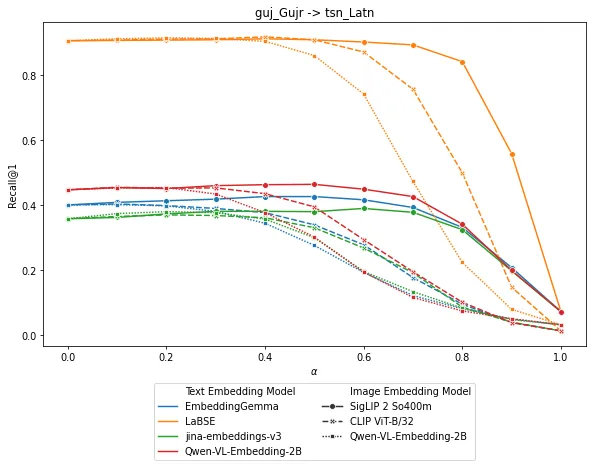 guj_Gujr -> tsn_Latn
Recall@1
0.8
0.6
0.4
0.2
0.0
0.0 0.2 0.4 0.6 0.8 1.0
α
Text Embedding Model
EmbeddingGemma
LaBSE
jina-embeddings-v3
Qwen-VL-Embedding-2B
Image Embedding Model
SigLIP 2 So400m
CLIP ViT-B/32
Qwen-VL-Embedding-2B